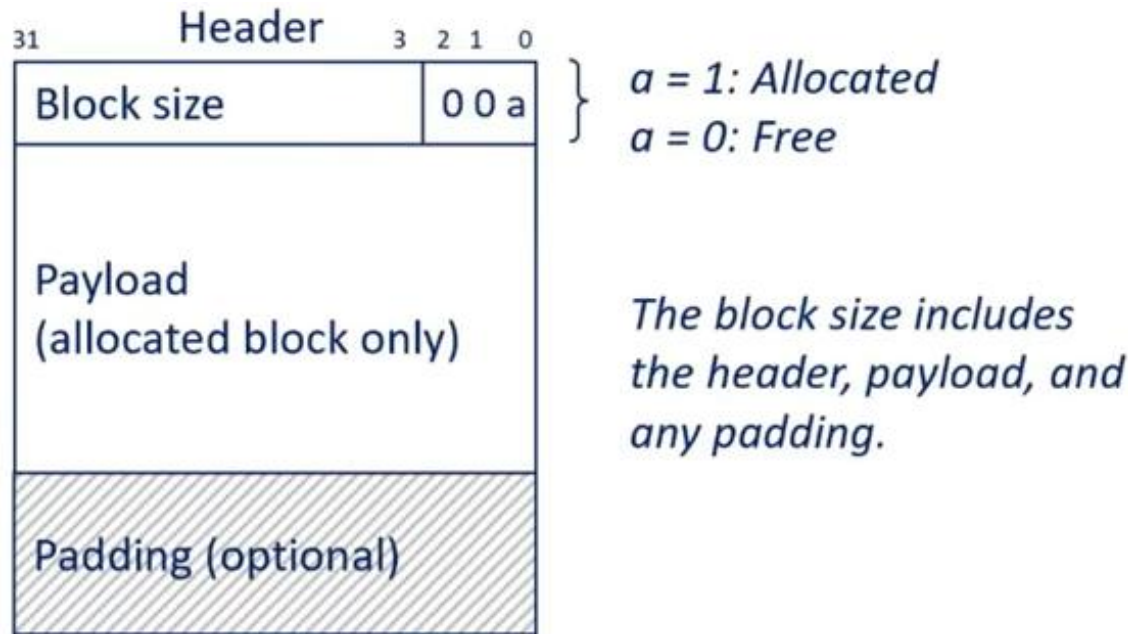 Header
31 3 2 1 0
Block size 0 0 a
a = 1: Allocated
a = 0: Free
Payload
(allocated block only)
The block size includes
the header, payload, and
any padding.
Padding (optional)